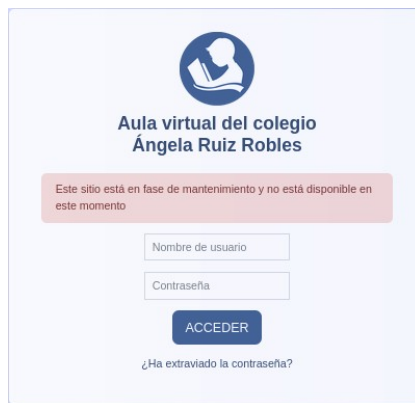 Aula virtual del colegio
Ángela Ruiz Robles
Este sitio está en fase de mantenimiento y no está disponible en
este momento
Nombre de usuario
Contraseña
ACCEDER
¿Ha extraviado la contraseña?